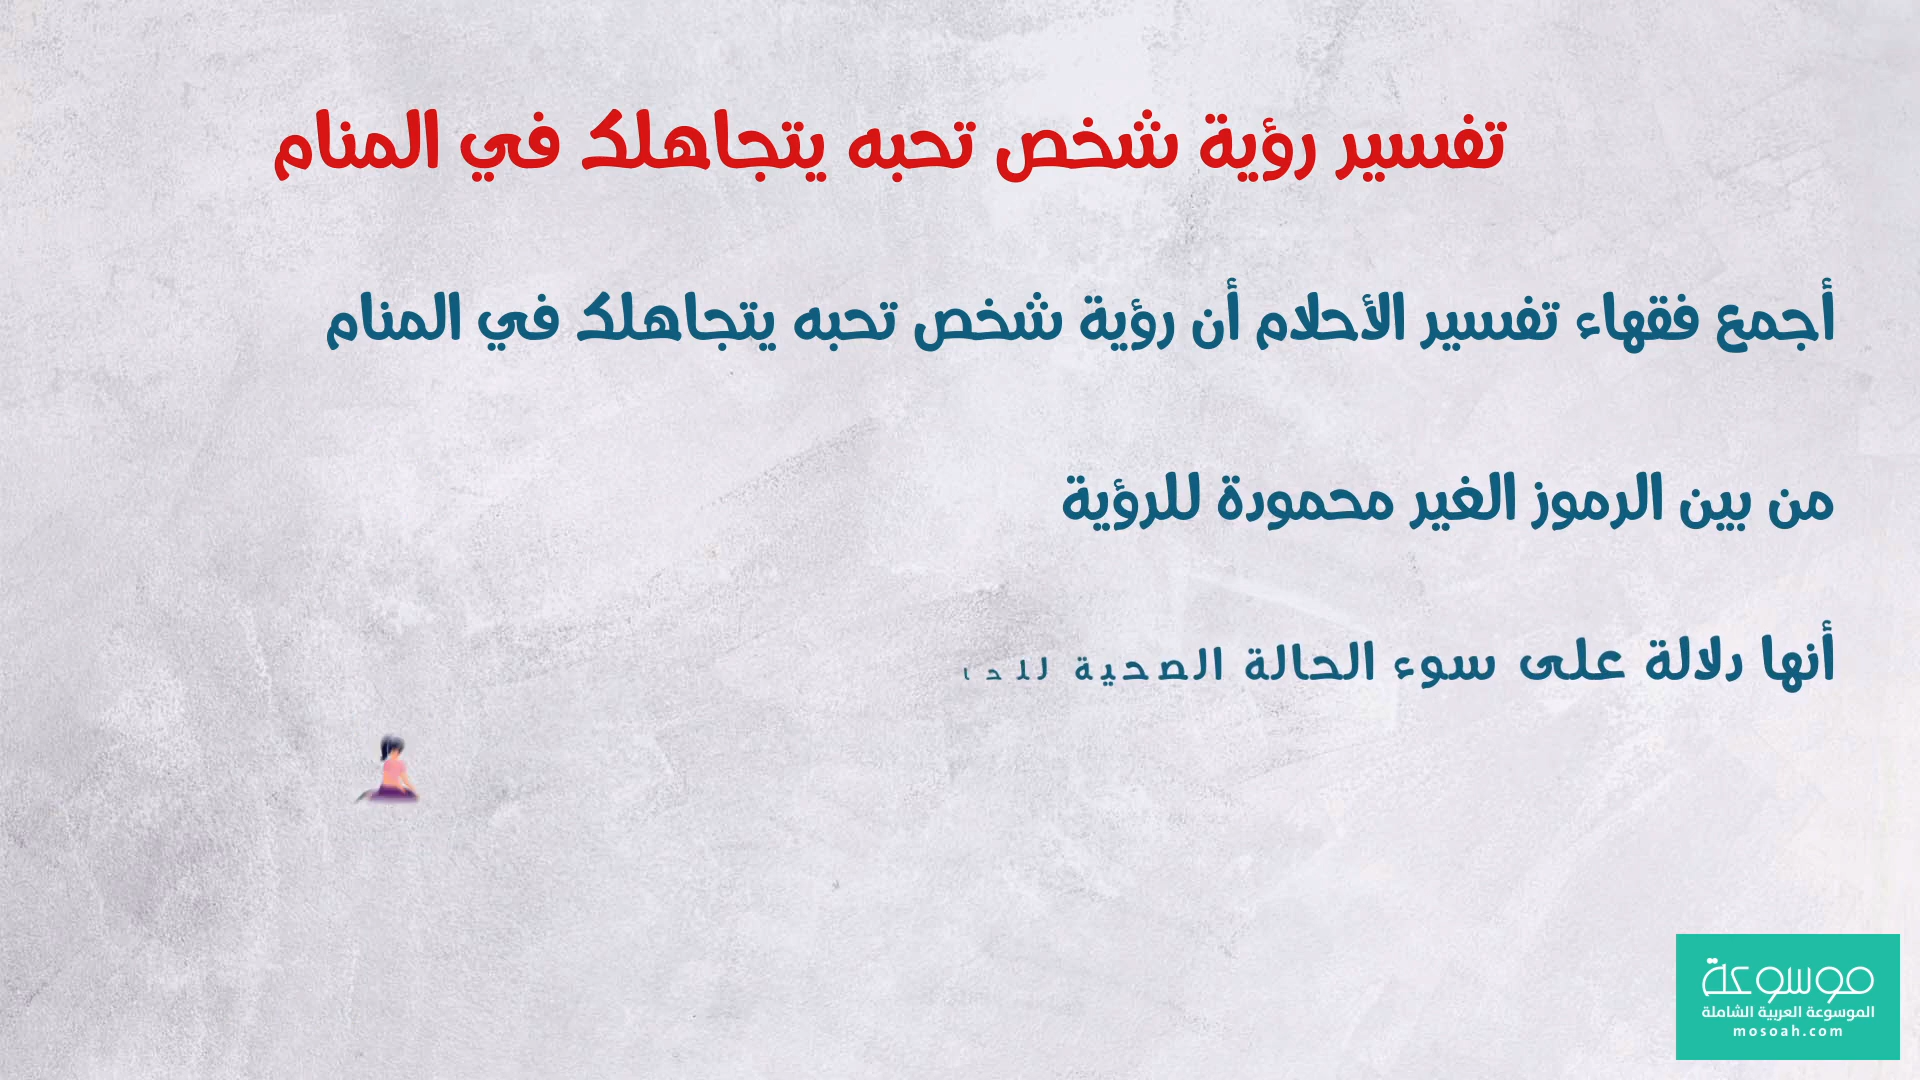 تفسير رؤية شخص تحبه يتجاهلك في المنام
أجمع فقهاء تفسير الأحلام أن رؤية شخص تحبه يتجاهلك في المنام
من بين الرموز الغير محمودة للرؤية
أنها دلالة على سوء الحالة الصحية
موسوعة
الموسوعة العربية الشاملة
mosoah.com